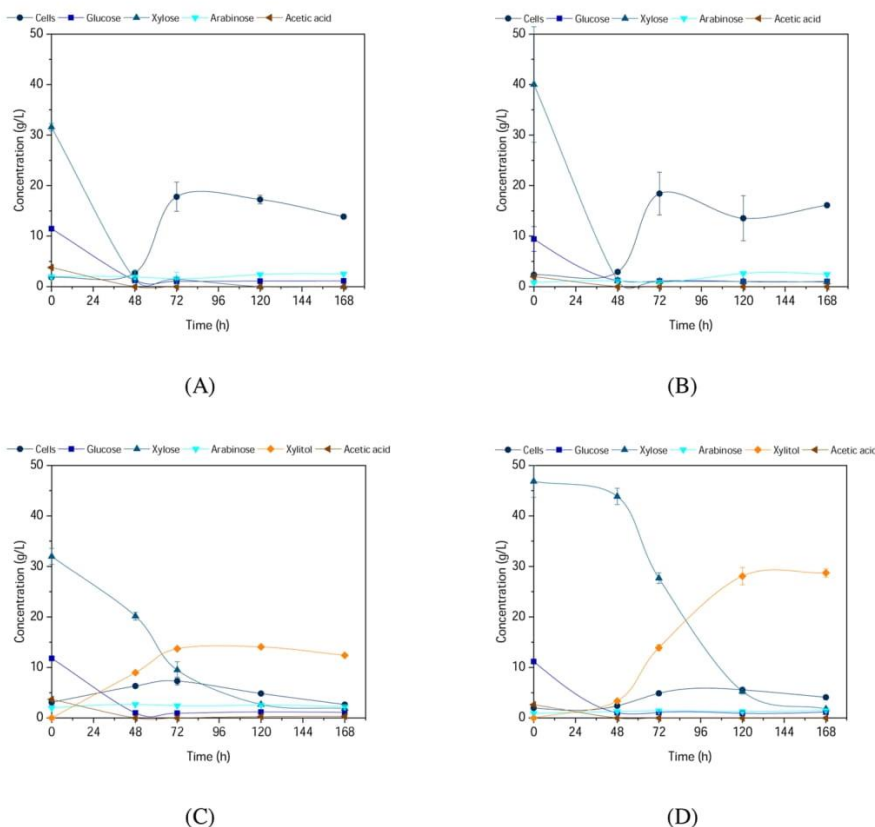 Cells Glucose Xylose Arabinose Acetic acid
50
40
30
20
10
0
Concentration (g/L)
0 24 48 72 96 120 144 168
Time (h)
(A)
Cells Glucose Xylose Arabinose Acetic acid
50
40
30
20
10
0
Concentration (g/L)
0 24 48 72 96 120 144 168
Time (h)
(B)
Cells Glucose Xylose Arabinose Xylitol Acetic acid
50
40
30
20
10
0
Concentration (g/L)
0 24 48 72 96 120 144 168
Time (h)
(C)
Cells Glucose Xylose Arabinose Xylitol Acetic acid
50
40
30
20
10
0
Concentration (g/L)
0 24 48 72 96 120 144 168
Time (h)
(D)